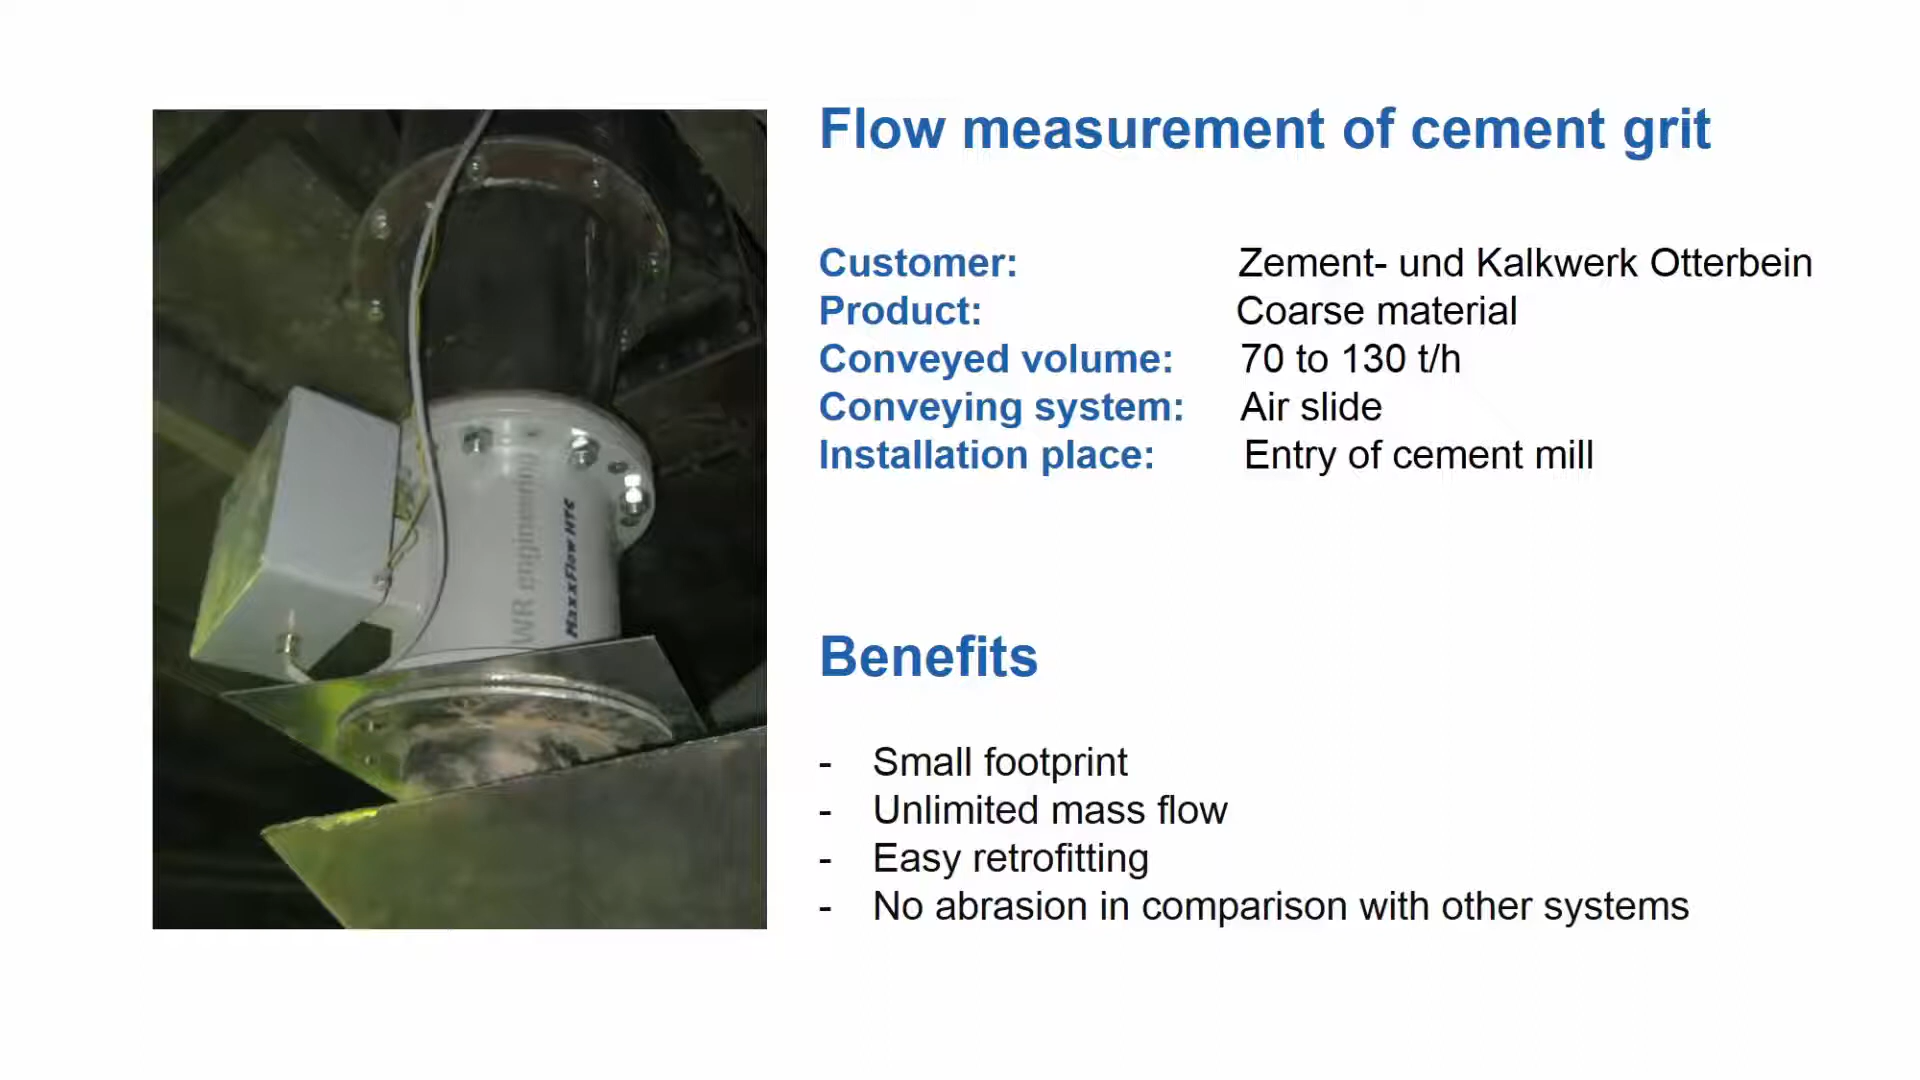 Flow measurement of cement grit
Customer: Zement- und Kalkwerk Otterbein
Product: Coarse material
Conveyed volume: 70 to 130 t/h
Conveying system: Air slide
Installation place: Entry of cement mill
WR engineering
MaxxFlow HTC
Benefits
- Small footprint
- Unlimited mass flow
- Easy retrofitting
- No abrasion in comparison with other systems